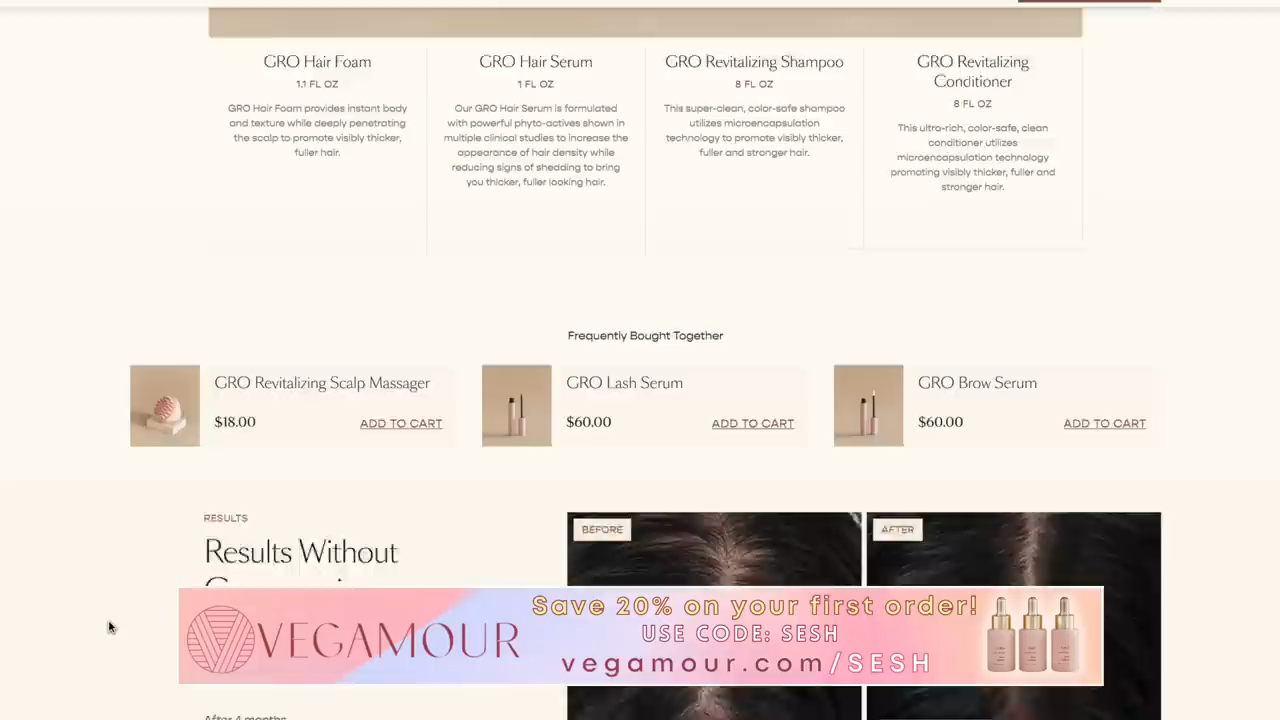 GRO Hair Foam
1.1 FL OZ
GRO Hair Foam provides instant body
and texture while deeply penetrating
the scalp to promote visibly thicker,
fuller hair.
GRO Hair Serum
1 FL OZ
Our GRO Hair Serum is formulated
with powerful phyto-actives shown in
multiple clinical studies to increase the
appearance of hair density while
reducing signs of shedding to bring
you thicker, fuller looking hair.
GRO Revitalizing Shampoo
8 FL OZ
This super-clean, color-safe shampoo
utilizes microencapsulation
technology to promote visibly thicker,
fuller and stronger hair.
GRO Revitalizing
Conditioner
8 FL OZ
This ultra-rich, color-safe, clean
conditioner utilizes
microencapsulation technology
promoting visibly thicker, fuller and
stronger hair.
Frequently Bought Together
GRO Revitalizing Scalp Massager
$18.00
ADD TO CART
GRO Lash Serum
$60.00
ADD TO CART
GRO Brow Serum
$60.00
ADD TO CART
RESULTS
Results Without
BEFORE
AFTER
VEGAMOUR
Save 20% on your first order!
USE CODE: SESH
vegamour.com/SESH
After 4 months